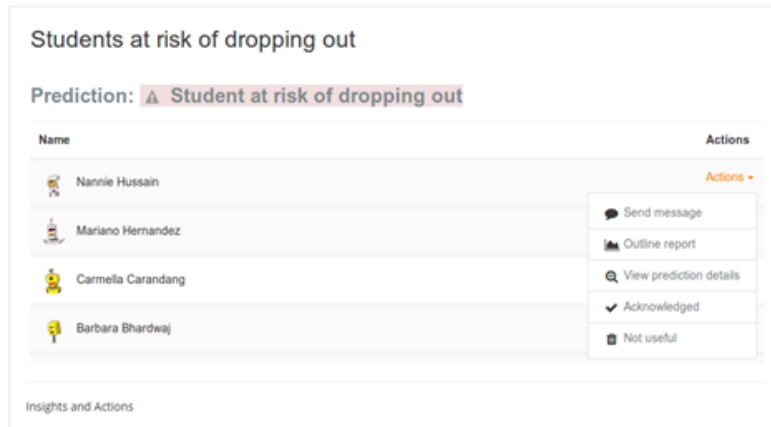 Students at risk of dropping out
Prediction: Student at risk of dropping out
Name Actions
Nannie Hussain Actions
Mariano Hernandez
Carmella Carandang
Barbara Bhardwaj
Send message
Outline report
View prediction details
Acknowledged
Not useful
Insights and Actions